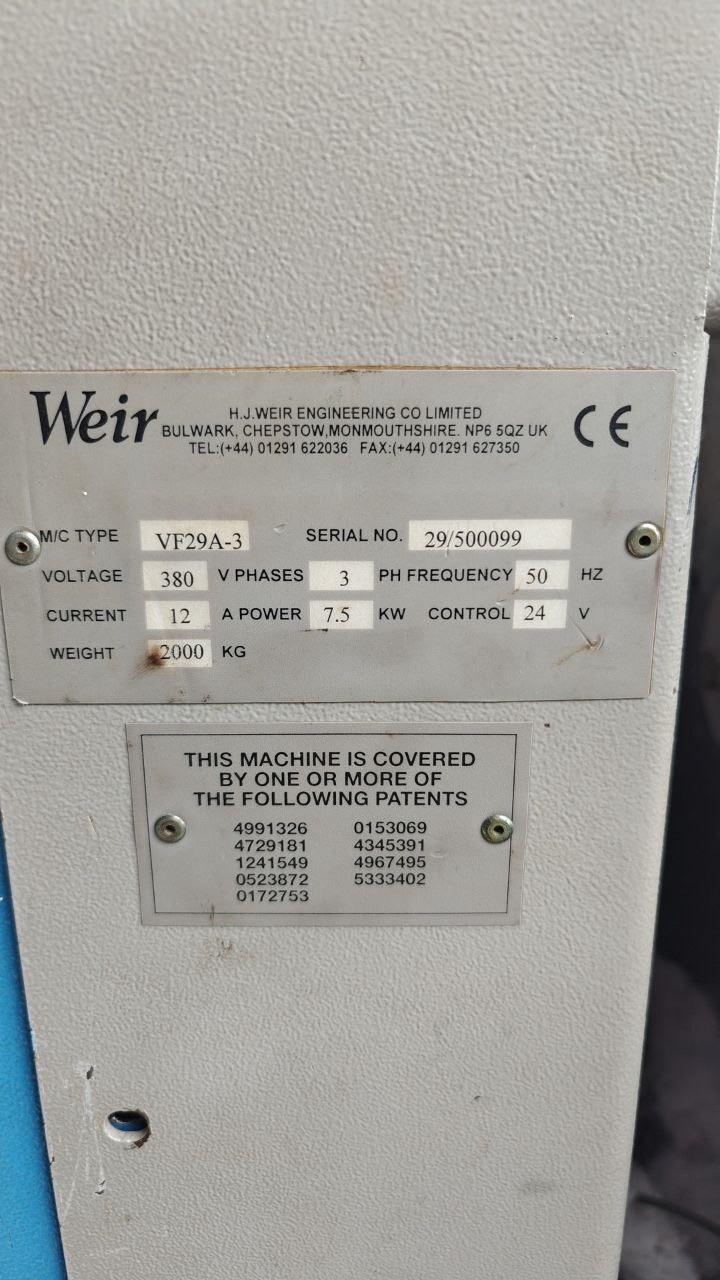 Weir
H.J.WEIR ENGINEERING CO LIMITED
BULWARK, CHEPSTOW,MONMOUTHSHIRE. NP6 5QZ UK
TEL:(+44) 01291 622036 FAX:(+44) 01291 627350
CE
M/C TYPE VF29A-3 SERIAL NO. 29/500099
VOLTAGE 380 V PHASES 3 PH FREQUENCY 50 HZ
CURRENT 12 A POWER 7.5 KW CONTROL 24 V
WEIGHT 2000 KG
THIS MACHINE IS COVERED
BY ONE OR MORE OF
THE FOLLOWING PATENTS
4991326 0153069
4729181 4345391
1241549 4967495
0523872 5333402
0172753